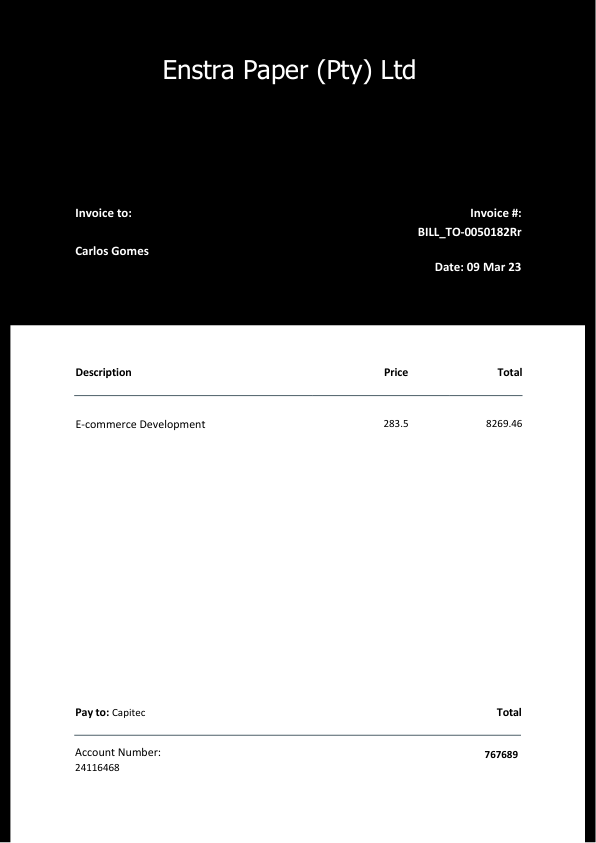 Enstra Paper (Pty) Ltd
Invoice to:
Invoice #:
BILL_TO-0050182Rr
Carlos Gomes
Date: 09 Mar 23
Description Price Total
E-commerce Development 283.5 8269.46
Pay to: Capitec Total
Account Number: 767689
24116468